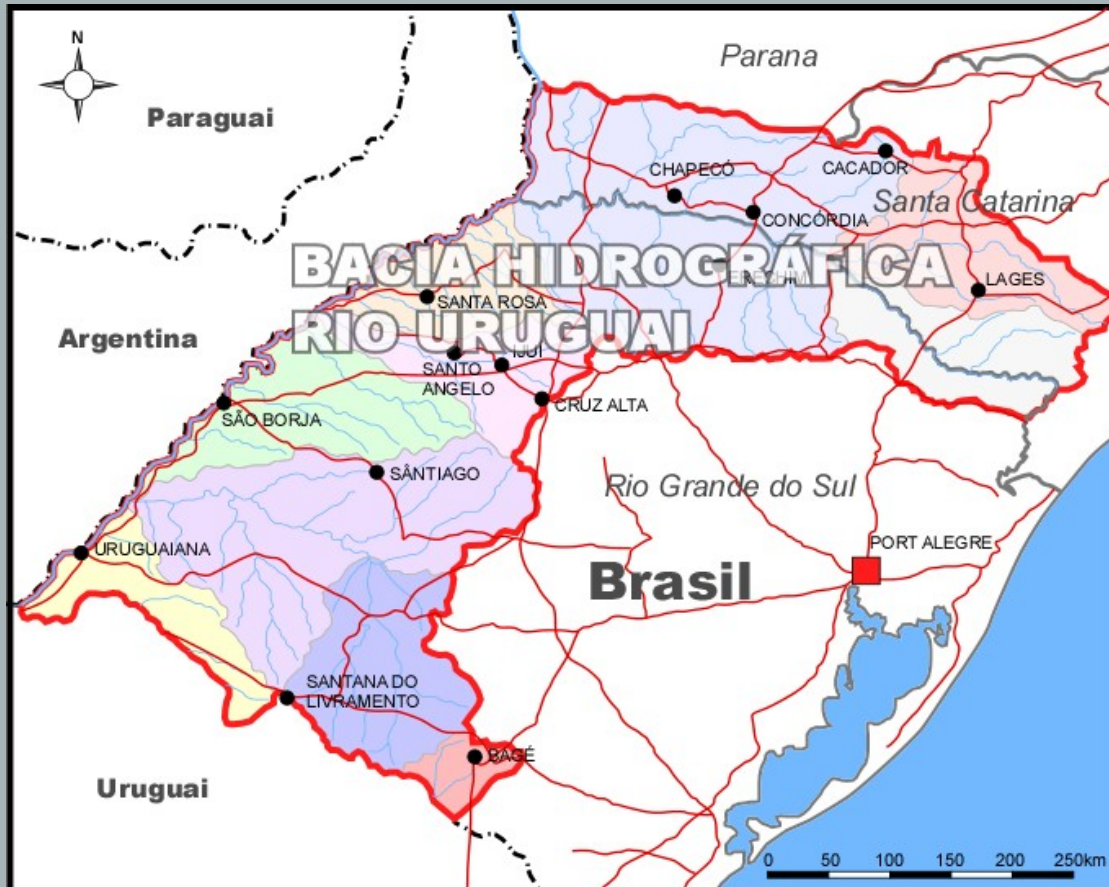 N
Parana
Paraguai
CHAPECÓ
CACADOR
Santa Catarina
CONCÓRDIA
BACIA HIDROGRÁFICA
ERECHIM
LAGES
SANTA ROSA
RIO URUGUAI
Argentina
IJUÍ
SANTO
ANGELO
CRUZ ALTA
SÃO BORJA
SÂNTIAGO
Rio Grande do Sul
URUGUAIANA
PORT ALEGRE
Brasil
SANTANA DO
LIVRAMENTO
BAGÉ
Uruguai
0 50 100 150 200 250km